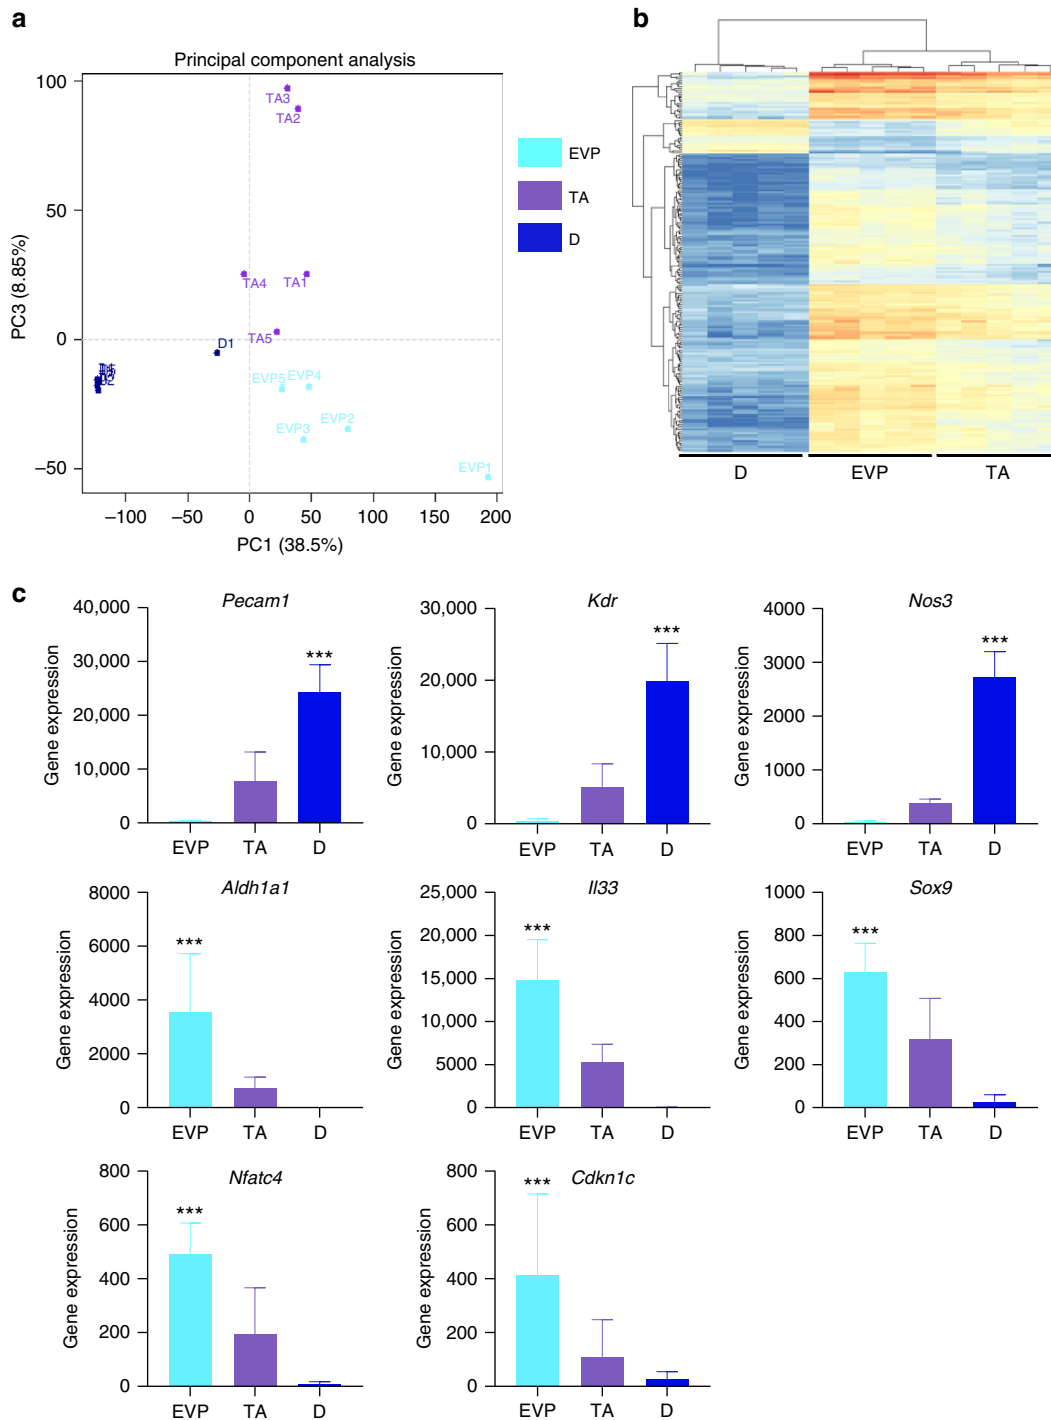 a
Principal component analysis
PC3 (8.85%)
100
50
0
–50
–100
–50
0
50
100
150
200
PC1 (38.5%)
TA3
TA2
TA4
TA1
TA5
D1
EVP5
EVP4
EVP3
EVP2
EVP1
EVP
TA
D
b
D
EVP
TA
c
Pecam1
Gene expression
40,000
30,000
20,000
10,000
0
***
EVP
TA
D
Kdr
Gene expression
30,000
20,000
10,000
0
***
EVP
TA
D
Nos3
Gene expression
4000
3000
2000
1000
0
***
EVP
TA
D
Aldh1a1
Gene expression
8000
6000
4000
2000
0
***
EVP
TA
D
Il33
Gene expression
25,000
20,000
15,000
10,000
5000
0
***
EVP
TA
D
Sox9
Gene expression
1000
800
600
400
200
0
***
EVP
TA
D
Nfatc4
Gene expression
800
600
400
200
0
***
EVP
TA
D
Cdkn1c
Gene expression
800
600
400
200
0
***
EVP
TA
D